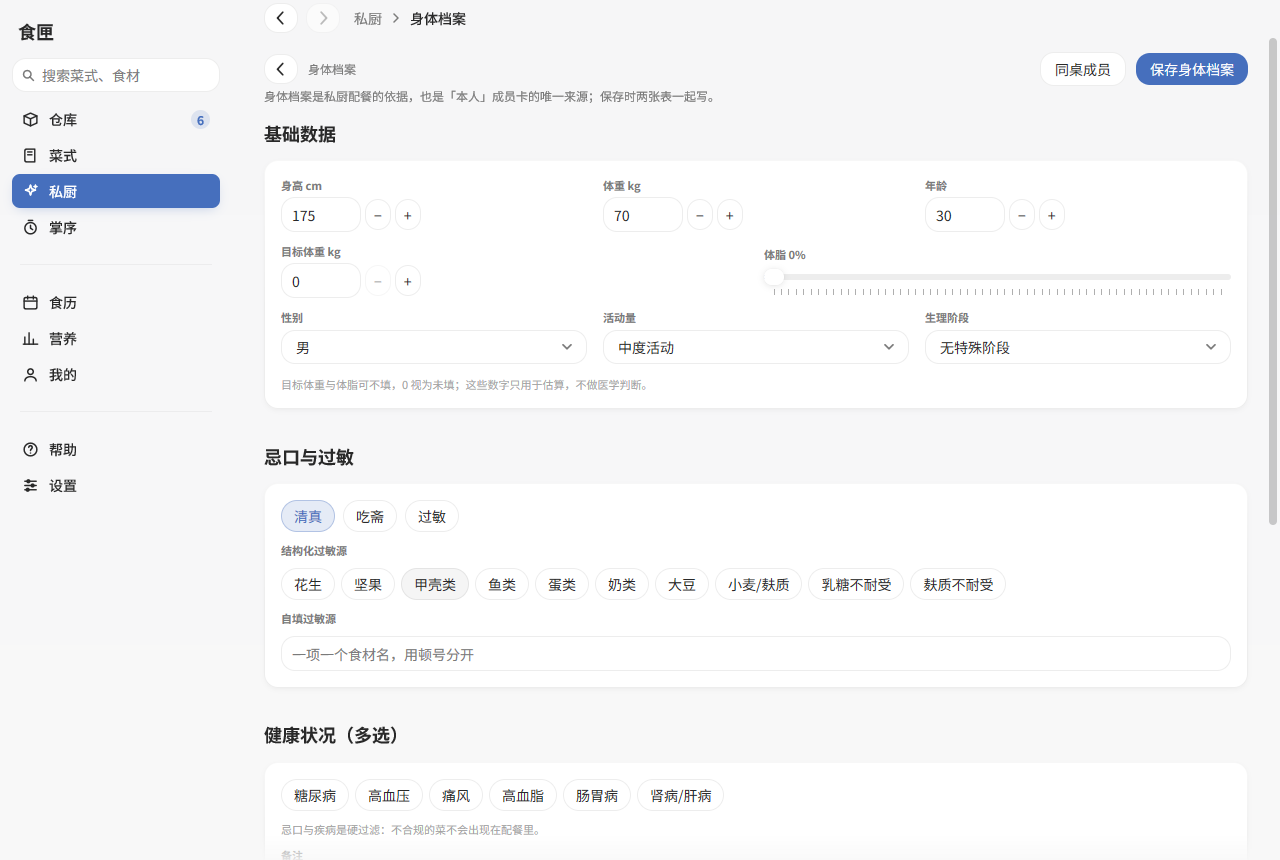 食匣
搜索菜式、食材
仓库 6
菜式
私厨
掌序
食历
营养
我的
帮助
设置
私厨 > 身体档案
身体档案
同桌成员
保存身体档案
身体档案是私厨配餐的依据，也是「本人」成员卡的唯一来源；保存时两张表一起写。
基础数据
身高 cm 体重 kg 年龄
175 − + 70 − + 30 − +
目标体重 kg 体脂 0%
0 − +
性别 活动量 生理阶段
男 中度活动 无特殊阶段
目标体重与体脂可不填，0 视为未填；这些数字只用于估算，不做医学判断。
忌口与过敏
清真 吃斋 过敏
结构化过敏源
花生 坚果 甲壳类 鱼类 蛋类 奶类 大豆 小麦/麸质 乳糖不耐受 麸质不耐受
自填过敏源
一项一个食材名，用顿号分开
健康状况（多选）
糖尿病 高血压 痛风 高血脂 肠胃病 肾病/肝病
忌口与疾病是硬过滤：不合规的菜不会出现在配餐里。
备注